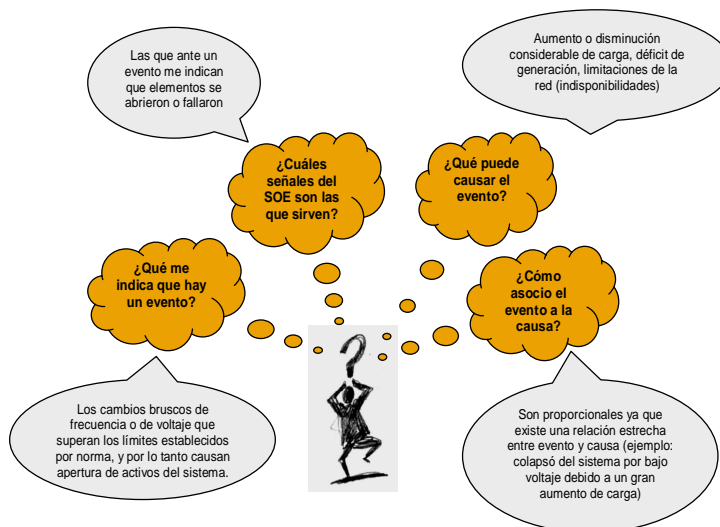 Las que ante un
evento me indican
que elementos se
abrieron o fallaron
Aumento o disminución
considerable de carga, déficit de
generación, limitaciones de la
red (indisponibilidades)
¿Cuáles
señales del
SOE son las
que sirven?
¿Qué puede
causar el
evento?
¿Qué me
indica que hay
un evento?
¿Cómo
asocio el
evento a la
causa?
Los cambios bruscos de
frecuencia o de voltaje que
superan los límites establecidos
por norma, y por lo tanto causan
apertura de activos del sistema.
Son proporcionales ya que
existe una relación estrecha
entre evento y causa (ejemplo:
colapsó del sistema por bajo
voltaje debido a un gran
aumento de carga)